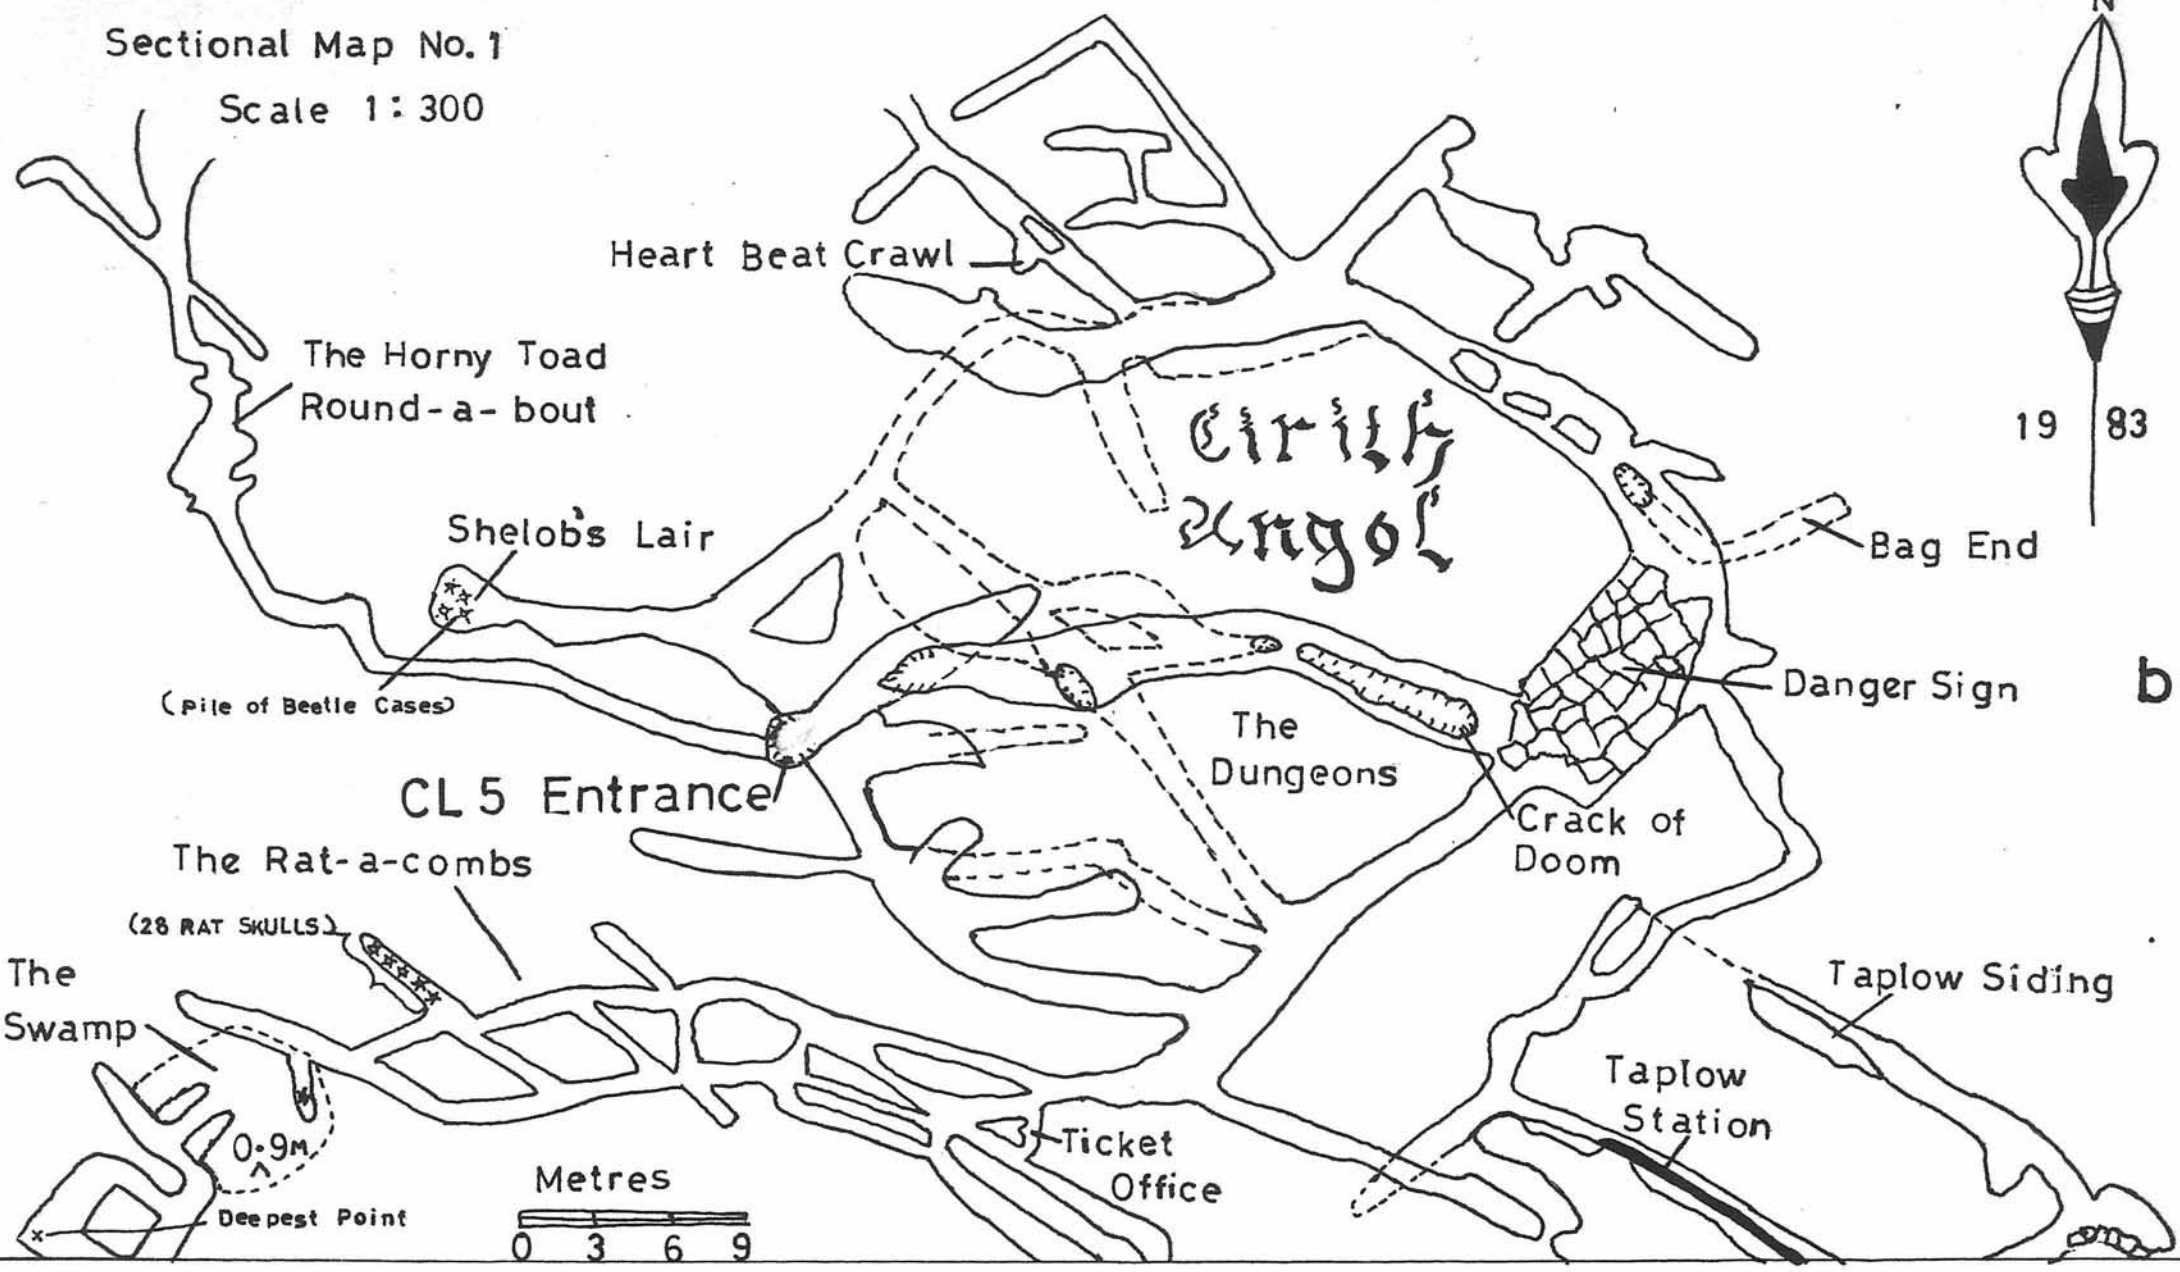 Sectional Map No. 1
Scale 1:300
N
19 83
Heart Beat Crawl
The Horny Toad
Round-a-bout
Cirith
Ungol
Shelob's Lair
Bag End
(Pile of Beetle Cases)
Danger Sign
b
The
Dungeons
CL5 Entrance
Crack of
Doom
The Rat-a-combs
(28 RAT SKULLS)
The
Swamp
Taplow Siding
Taplow
Station
0.9M
Ticket
Office
Metres
Deepest Point
0 3 6 9